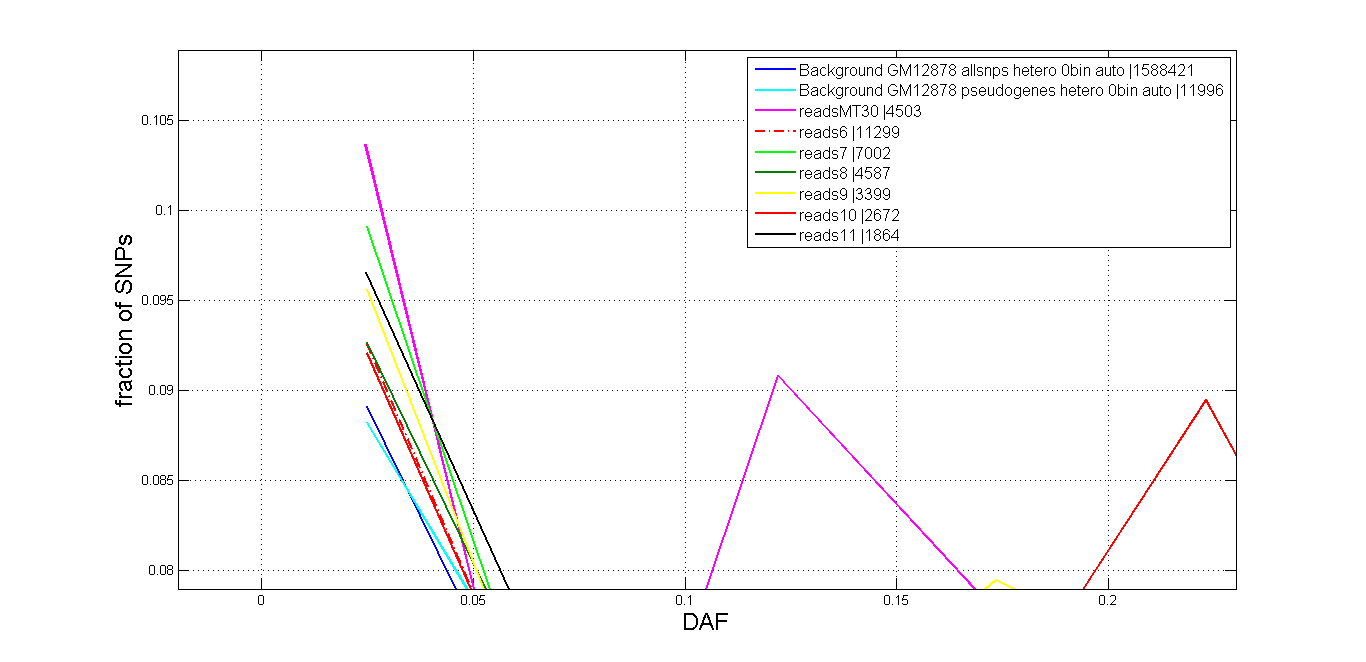 Background GM12878 allsnps hetero 0bin auto |1588421
Background GM12878 pseudogenes hetero 0bin auto |11996
readsMT30 |4503
reads6 |11299
reads7 |7002
reads8 |4587
reads9 |3399
reads10 |2672
reads11 |1864
0.105
0.1
0.095
0.09
0.085
0.08
fraction of SNPs
0 0.05 0.1 0.15 0.2
DAF